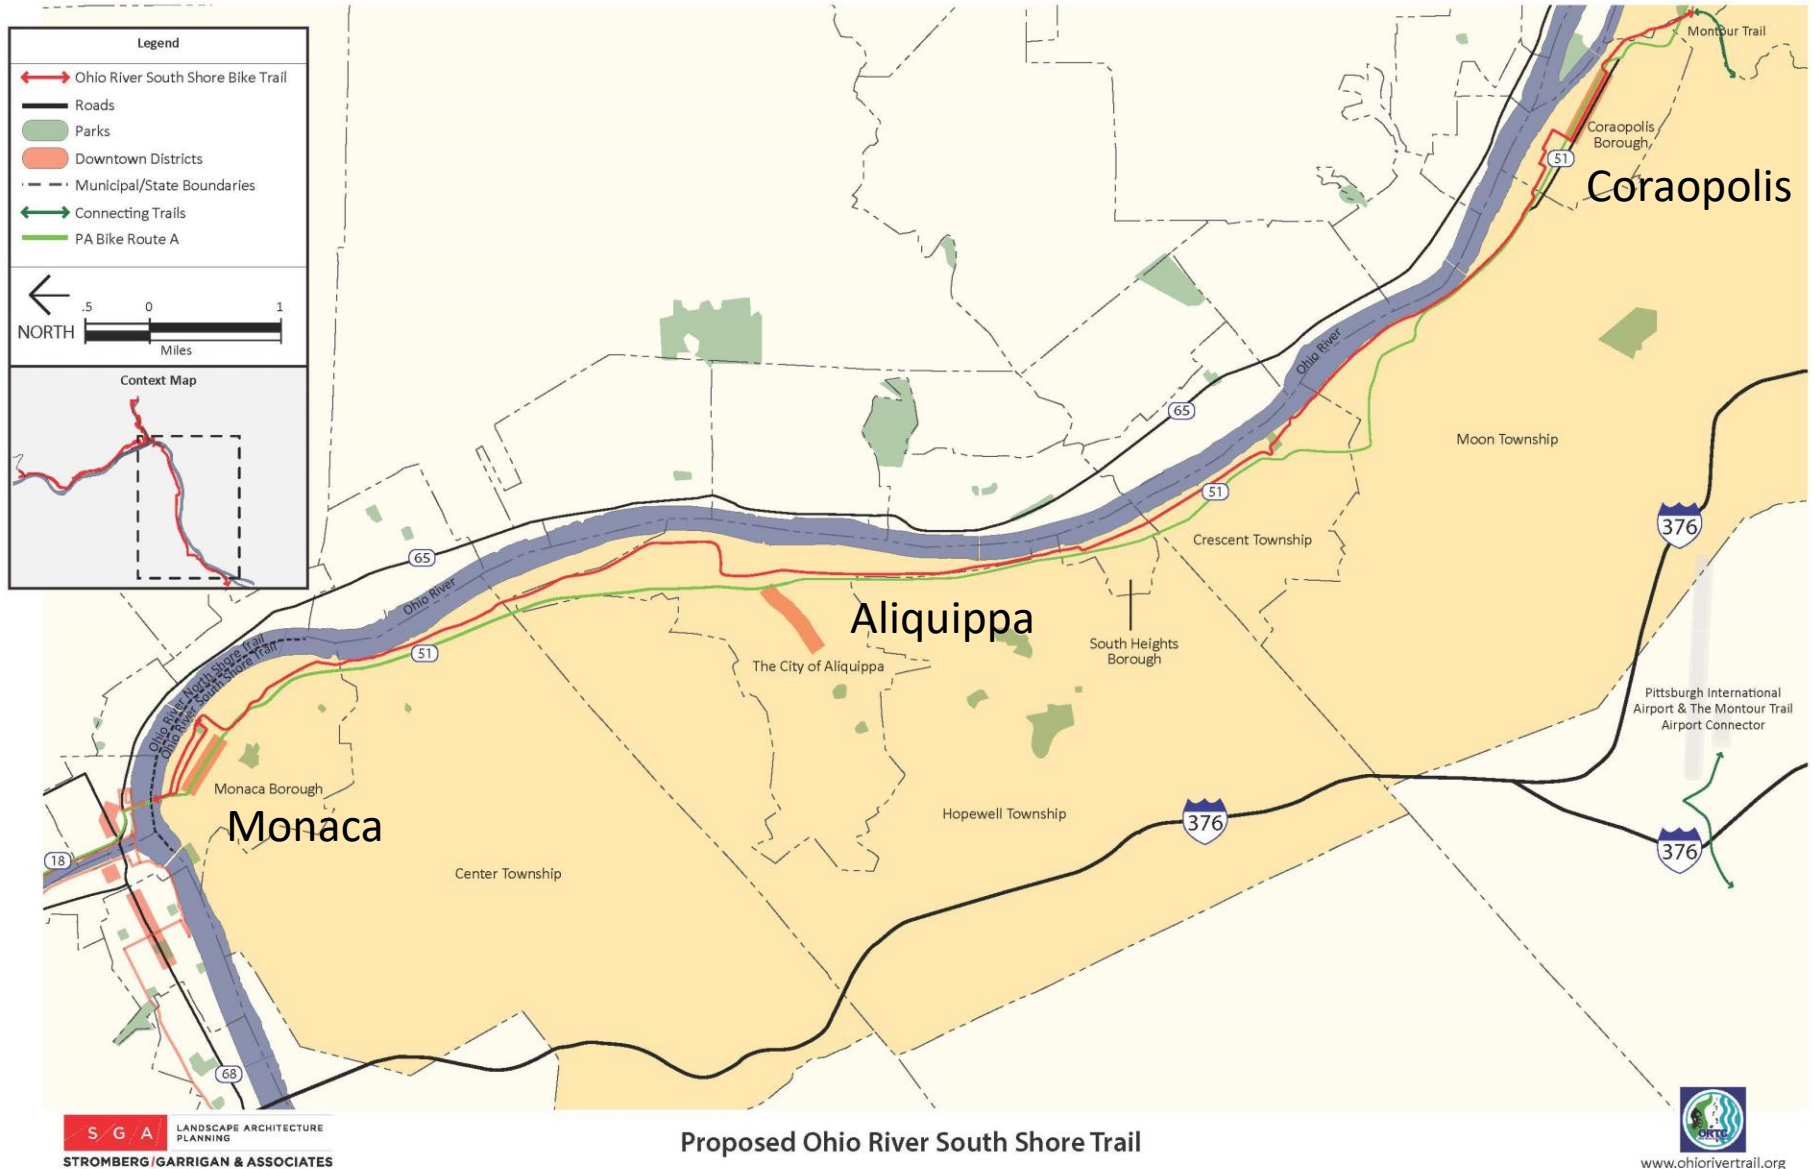 Legend
Ohio River South Shore Bike Trail
Roads
Parks
Downtown Districts
Municipal/State Boundaries
Connecting Trails
PA Bike Route A
NORTH
.5 0 1
Miles
Context Map
Montour Trail
Coraopolis
Borough
51
Coraopolis
Ohio River
65
Moon Township
51
376
Crescent Township
65
Ohio River
Aliquippa
South Heights
Borough
51
The City of Aliquippa
Ohio River North Shore Trail
Ohio River South Shore Trail
Pittsburgh International
Airport & The Montour Trail
Airport Connector
Monaca Borough
Monaca
Hopewell Township
376
376
18
Center Township
68
S/G/A
LANDSCAPE ARCHITECTURE
PLANNING
STROMBERG/GARRIGAN & ASSOCIATES
Proposed Ohio River South Shore Trail
ORTC
www.ohiorivertrail.org